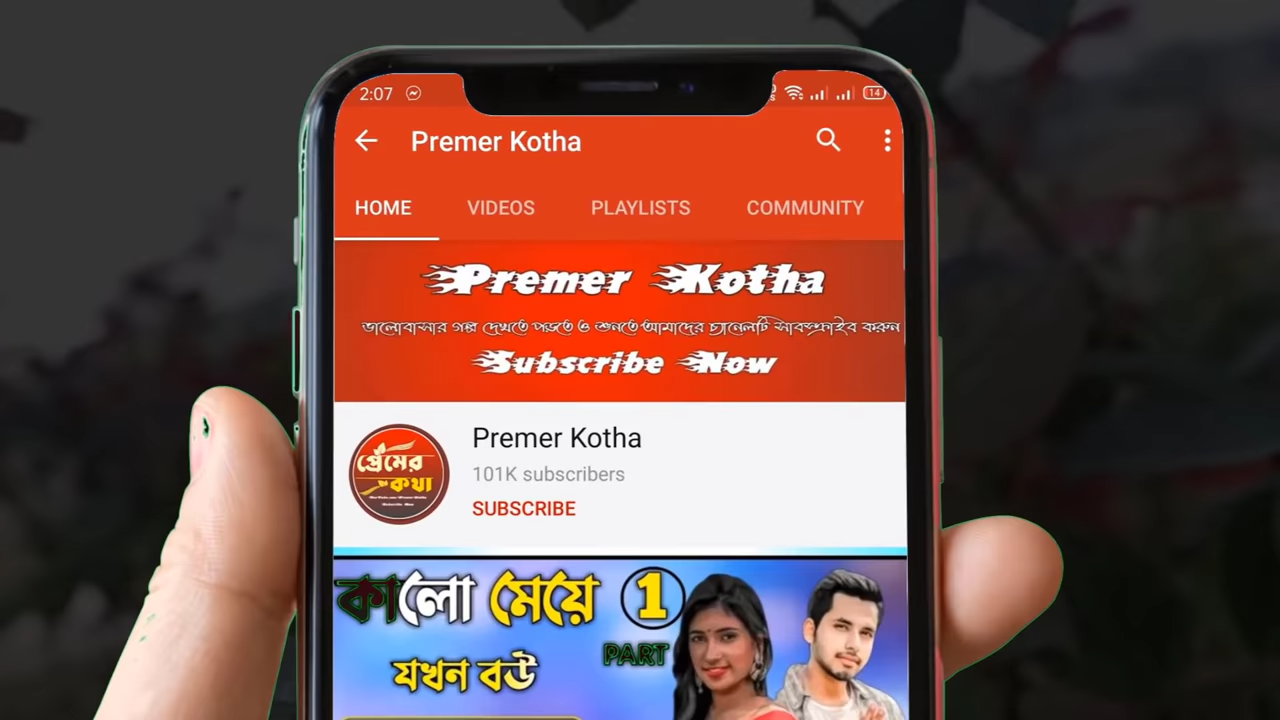 2:07
14
Premer Kotha
HOME VIDEOS PLAYLISTS COMMUNITY
Premer Kotha
ভালোবাসার গল্প দেখতে পড়তে ও শুনতে আমাদের চ্যানেলটি সাবস্ক্রাইব করুন
Subscribe Now
প্রেমের
কথা
Premer Kotha
101K subscribers
SUBSCRIBE
কালো মেয়ে 1
PART
যখন বউ